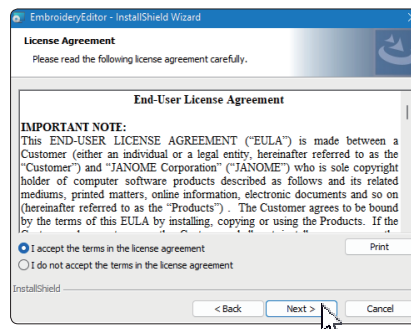 EmbroideryEditor - InstallShield Wizard
License Agreement
Please read the following license agreement carefully.
End-User License Agreement
IMPORTANT NOTE:
This END-USER LICENSE AGREEMENT ("EULA") is made between a
Customer (either an individual or a legal entity, hereinafter referred to as the
"Customer") and "JANOME Corporation" ("JANOME") who is sole copyright
holder of computer software products described as follows and its related
mediums, printed matters, online information, electronic documents and so on
(hereinafter referred to as the "Products") . The Customer agrees to be bound
by the terms of this EULA by installing, copying or using the Products. If the
I accept the terms in the license agreement
Print
I do not accept the terms in the license agreement
InstallShield
< Back
Next >
Cancel